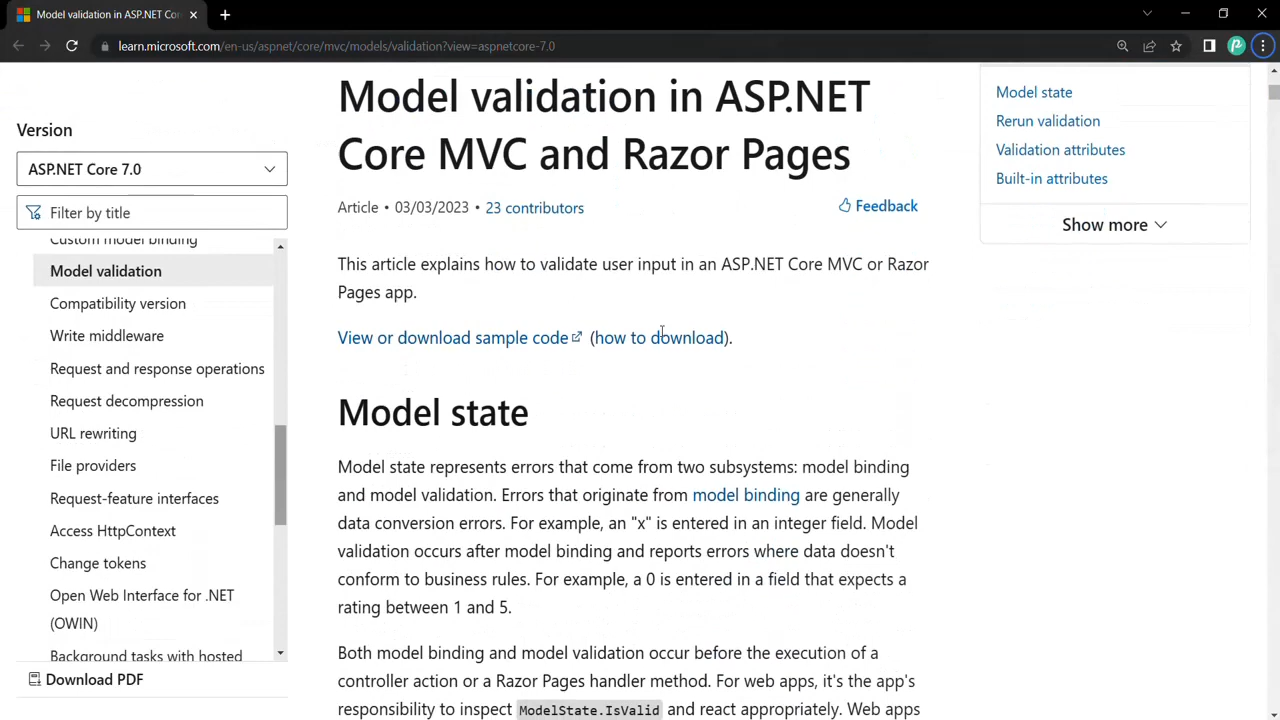 Model validation in ASP.NET Cor
learn.microsoft.com/en-us/aspnet/core/mvc/models/validation?view=aspnetcore-7.0
Version
ASP.NET Core 7.0
Filter by title
Custom model binding
Model validation
Compatibility version
Write middleware
Request and response operations
Request decompression
URL rewriting
File providers
Request-feature interfaces
Access HttpContext
Change tokens
Open Web Interface for .NET
(OWIN)
Background tasks with hosted
Download PDF
Model validation in ASP.NET
Core MVC and Razor Pages
Article • 03/03/2023 • 23 contributors
Feedback
This article explains how to validate user input in an ASP.NET Core MVC or Razor
Pages app.
View or download sample code (how to download).
Model state
Model state represents errors that come from two subsystems: model binding
and model validation. Errors that originate from model binding are generally
data conversion errors. For example, an "x" is entered in an integer field. Model
validation occurs after model binding and reports errors where data doesn't
conform to business rules. For example, a 0 is entered in a field that expects a
rating between 1 and 5.
Both model binding and model validation occur before the execution of a
controller action or a Razor Pages handler method. For web apps, it's the app's
responsibility to inspect ModelState.IsValid and react appropriately. Web apps
Model state
Rerun validation
Validation attributes
Built-in attributes
Show more